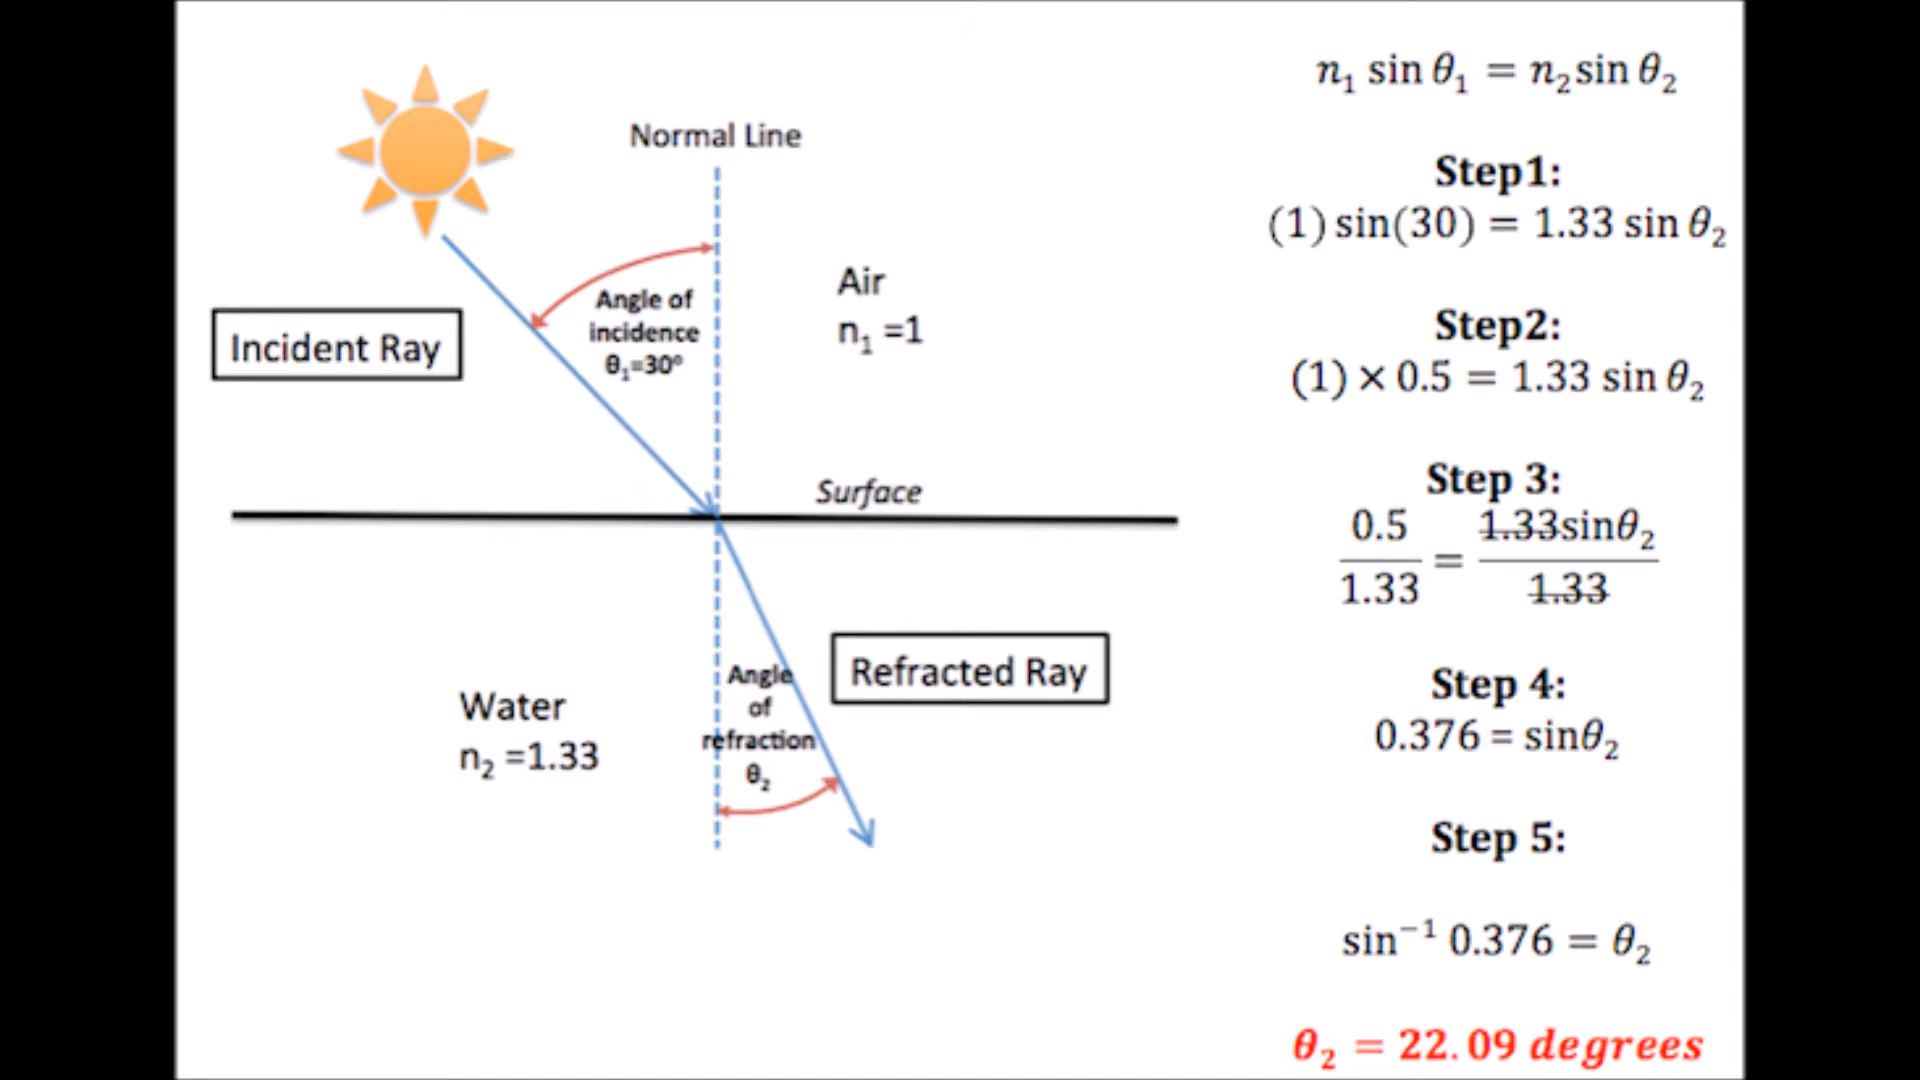 Normal Line
Angle of
incidence
θ₁=30º
Air
n₁ =1
Incident Ray
Surface
Angle
of
refraction
θ₂
Refracted Ray
Water
n₂ =1.33
n₁ sin θ₁ = n₂ sin θ₂
Step1:
(1) sin(30) = 1.33 sin θ₂
Step2:
(1) × 0.5 = 1.33 sin θ₂
Step 3:
0.5/1.33 = 1.33sinθ₂/1.33
Step 4:
0.376 = sinθ₂
Step 5:
sin⁻¹ 0.376 = θ₂
θ₂ = 22.09 degrees